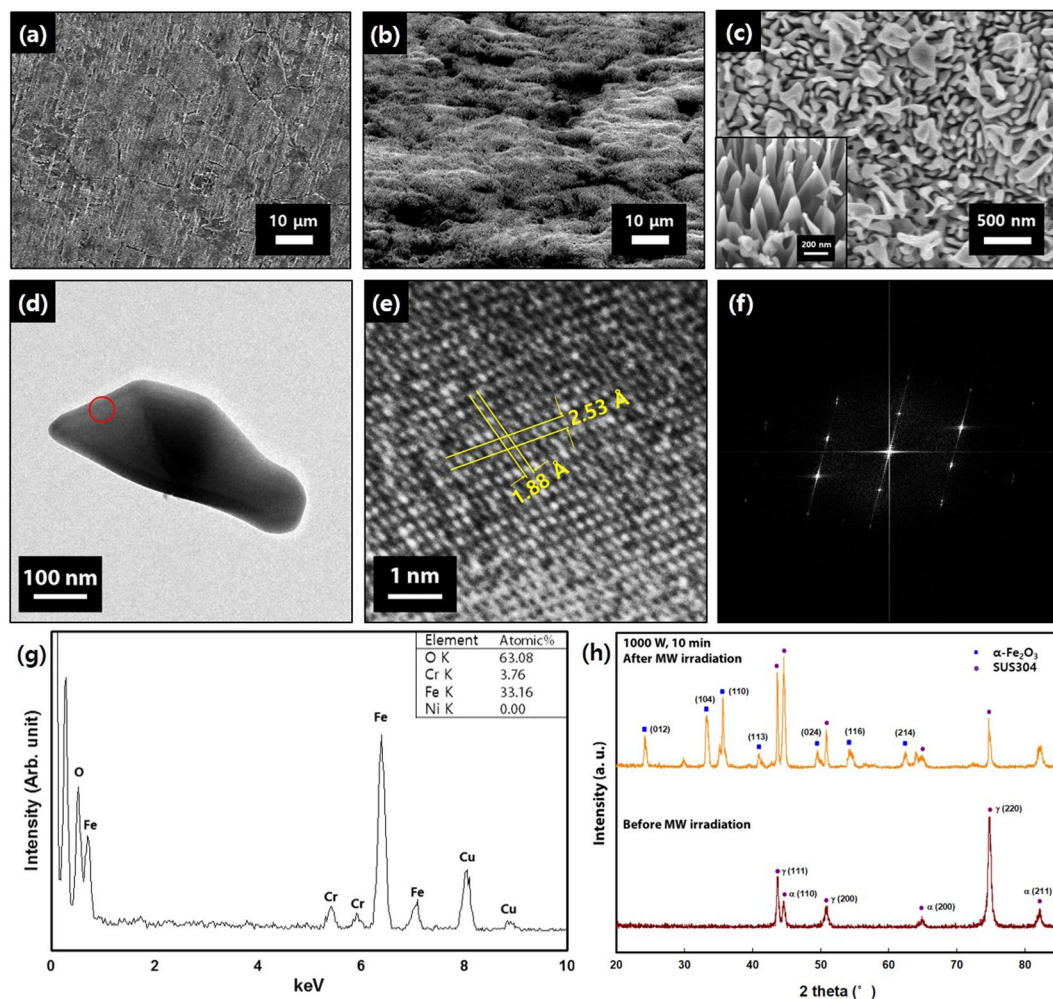 (a)
10 μm
(b)
10 μm
(c)
200 nm
500 nm
(d)
100 nm
(e)
2.53 Å
1.88 Å
1 nm
(f)
(g)
Element Atomic%
O K 63.08
Cr K 3.76
Fe K 33.16
Ni K 0.00
O
Fe
Cr
Cr
Fe
Fe
Cu
Cu
Intensity (Arb. unit)
0 2 4 6 8 10
keV
(h)
1000 W, 10 min
After MW irradiation
α-Fe₂O₃
SUS304
(012)
(104)
(110)
(113)
(024)
(116)
(214)
Before MW irradiation
γ (111)
α (110)
γ (200)
α (200)
γ (220)
α (211)
Intensity (a. u.)
20 30 40 50 60 70 80
2 theta (°)